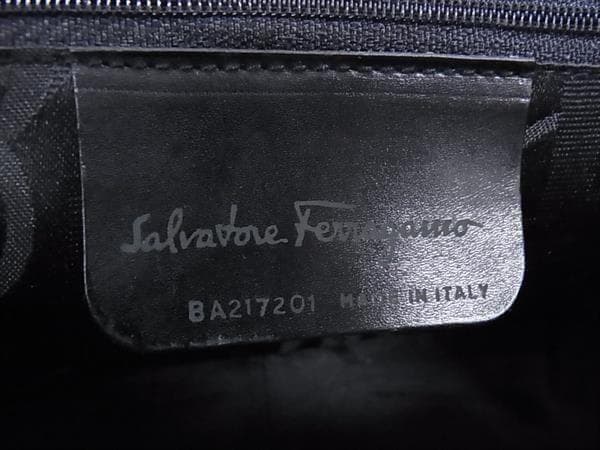 Salvatore Ferragamo
BA217201 MADE IN ITALY